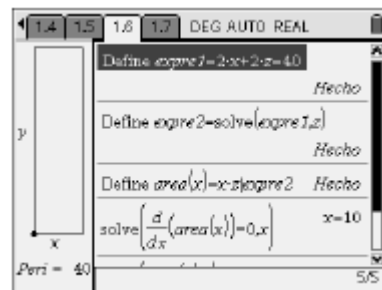 1.4 1.5 1.6 1.7 DEG AUTO REAL
Define expre1=2·x+2·z=40
Hecho
Define expre2=solve(expre1,z)
Hecho
Define area(x)=x·z|expre2 Hecho
solve(d/dx(area(x))=0,x) x=10
y
x
Peri = 40
5/5